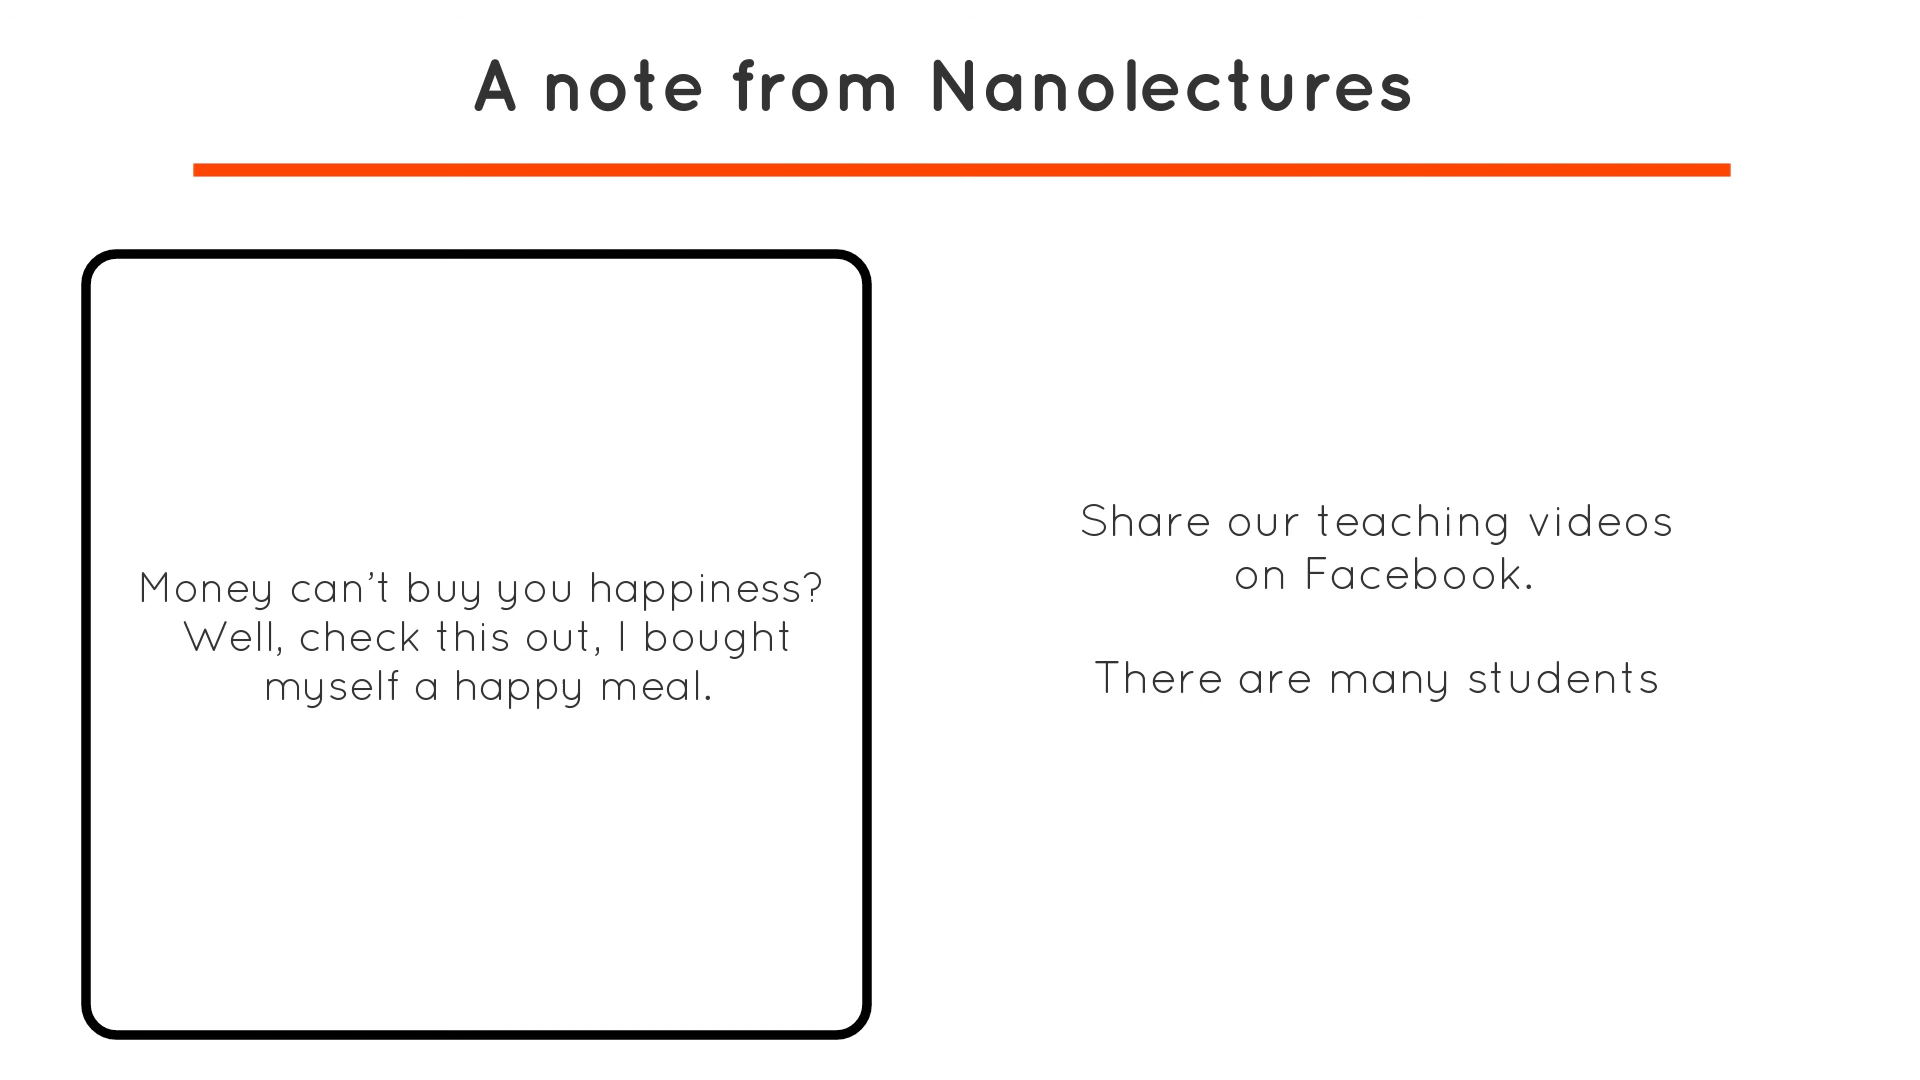 A note from Nanolectures
Money can’t buy you happiness?
Well, check this out, I bought
myself a happy meal.
Share our teaching videos
on Facebook.
There are many students